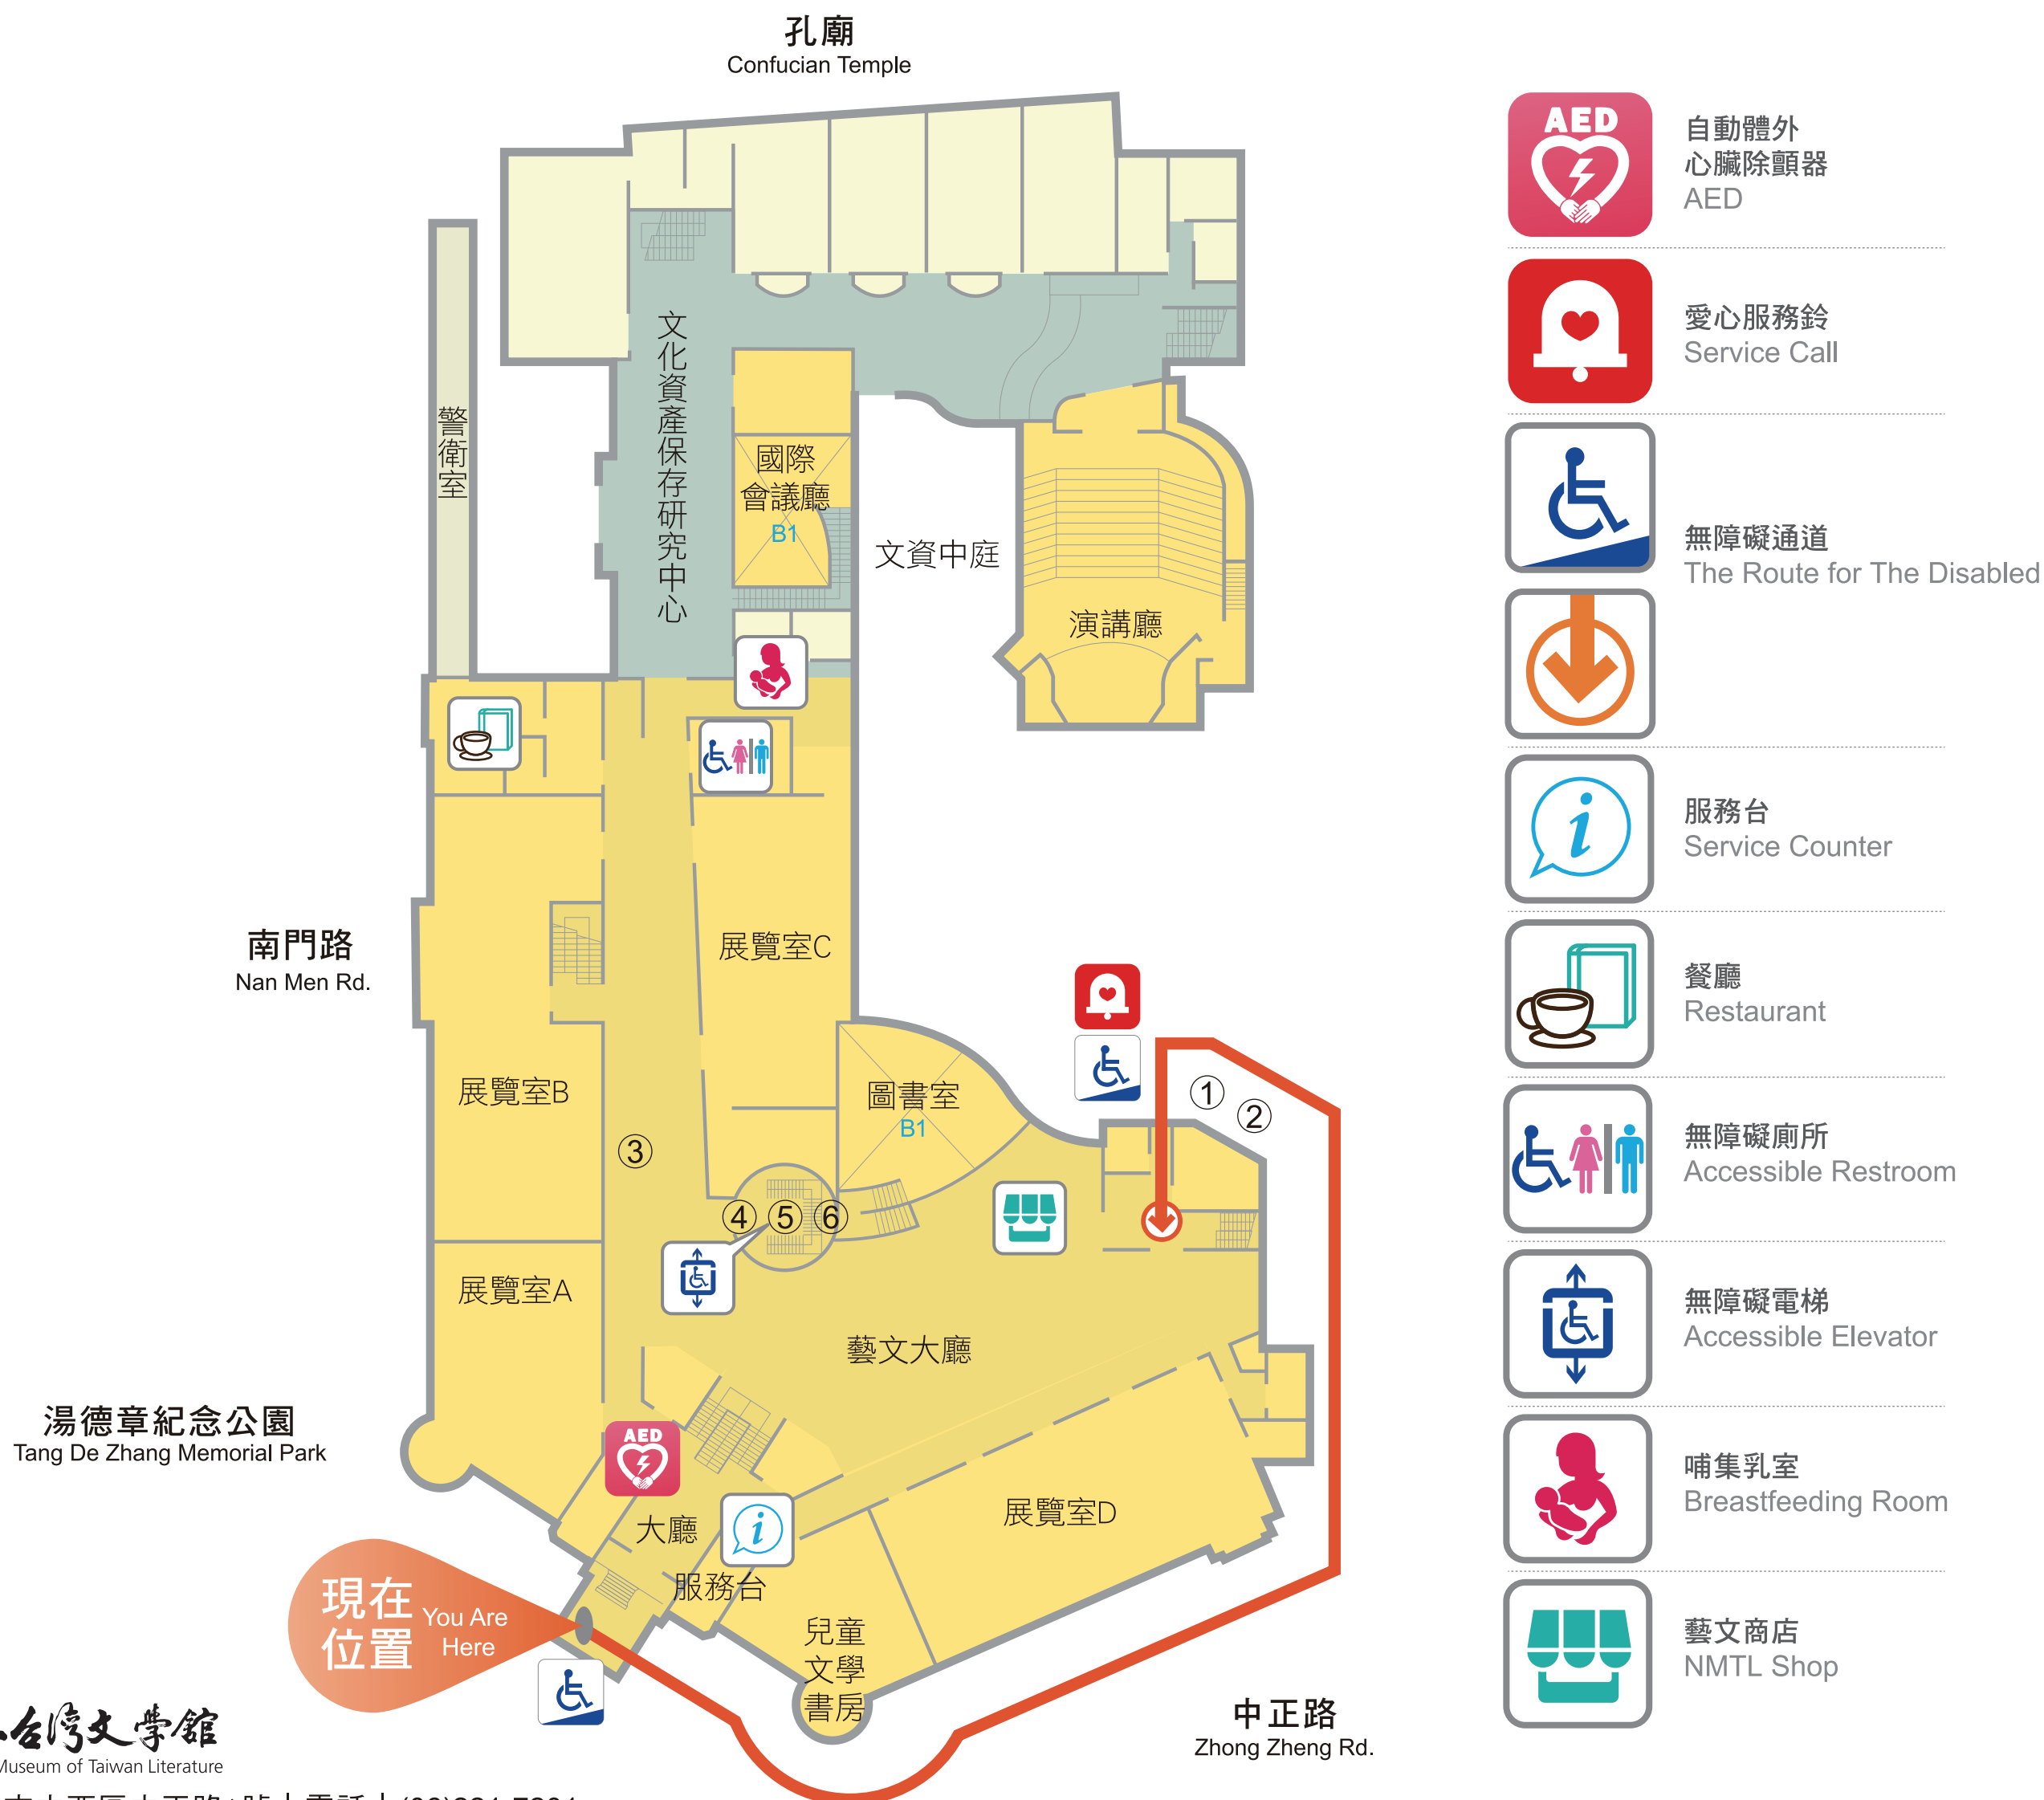 孔廟
Confucian Temple
警衛室
文化資產保存研究中心
國際
會議廳
B1
文資中庭
演講廳
南門路
Nan Men Rd.
展覽室C
展覽室B
圖書室
B1
①
②
③
④
⑤
⑥
展覽室A
藝文大廳
湯德章紀念公園
Tang De Zhang Memorial Park
AED
大廳
服務台
展覽室D
兒童
文學
書房
現在
位置
You Are
Here
中正路
Zhong Zheng Rd.
台灣文學館
Museum of Taiwan Literature
AED
自動體外
心臟除顫器
AED
愛心服務鈴
Service Call
無障礙通道
The Route for The Disabled
服務台
Service Counter
餐廳
Restaurant
無障礙廁所
Accessible Restroom
無障礙電梯
Accessible Elevator
哺集乳室
Breastfeeding Room
藝文商店
NMTL Shop